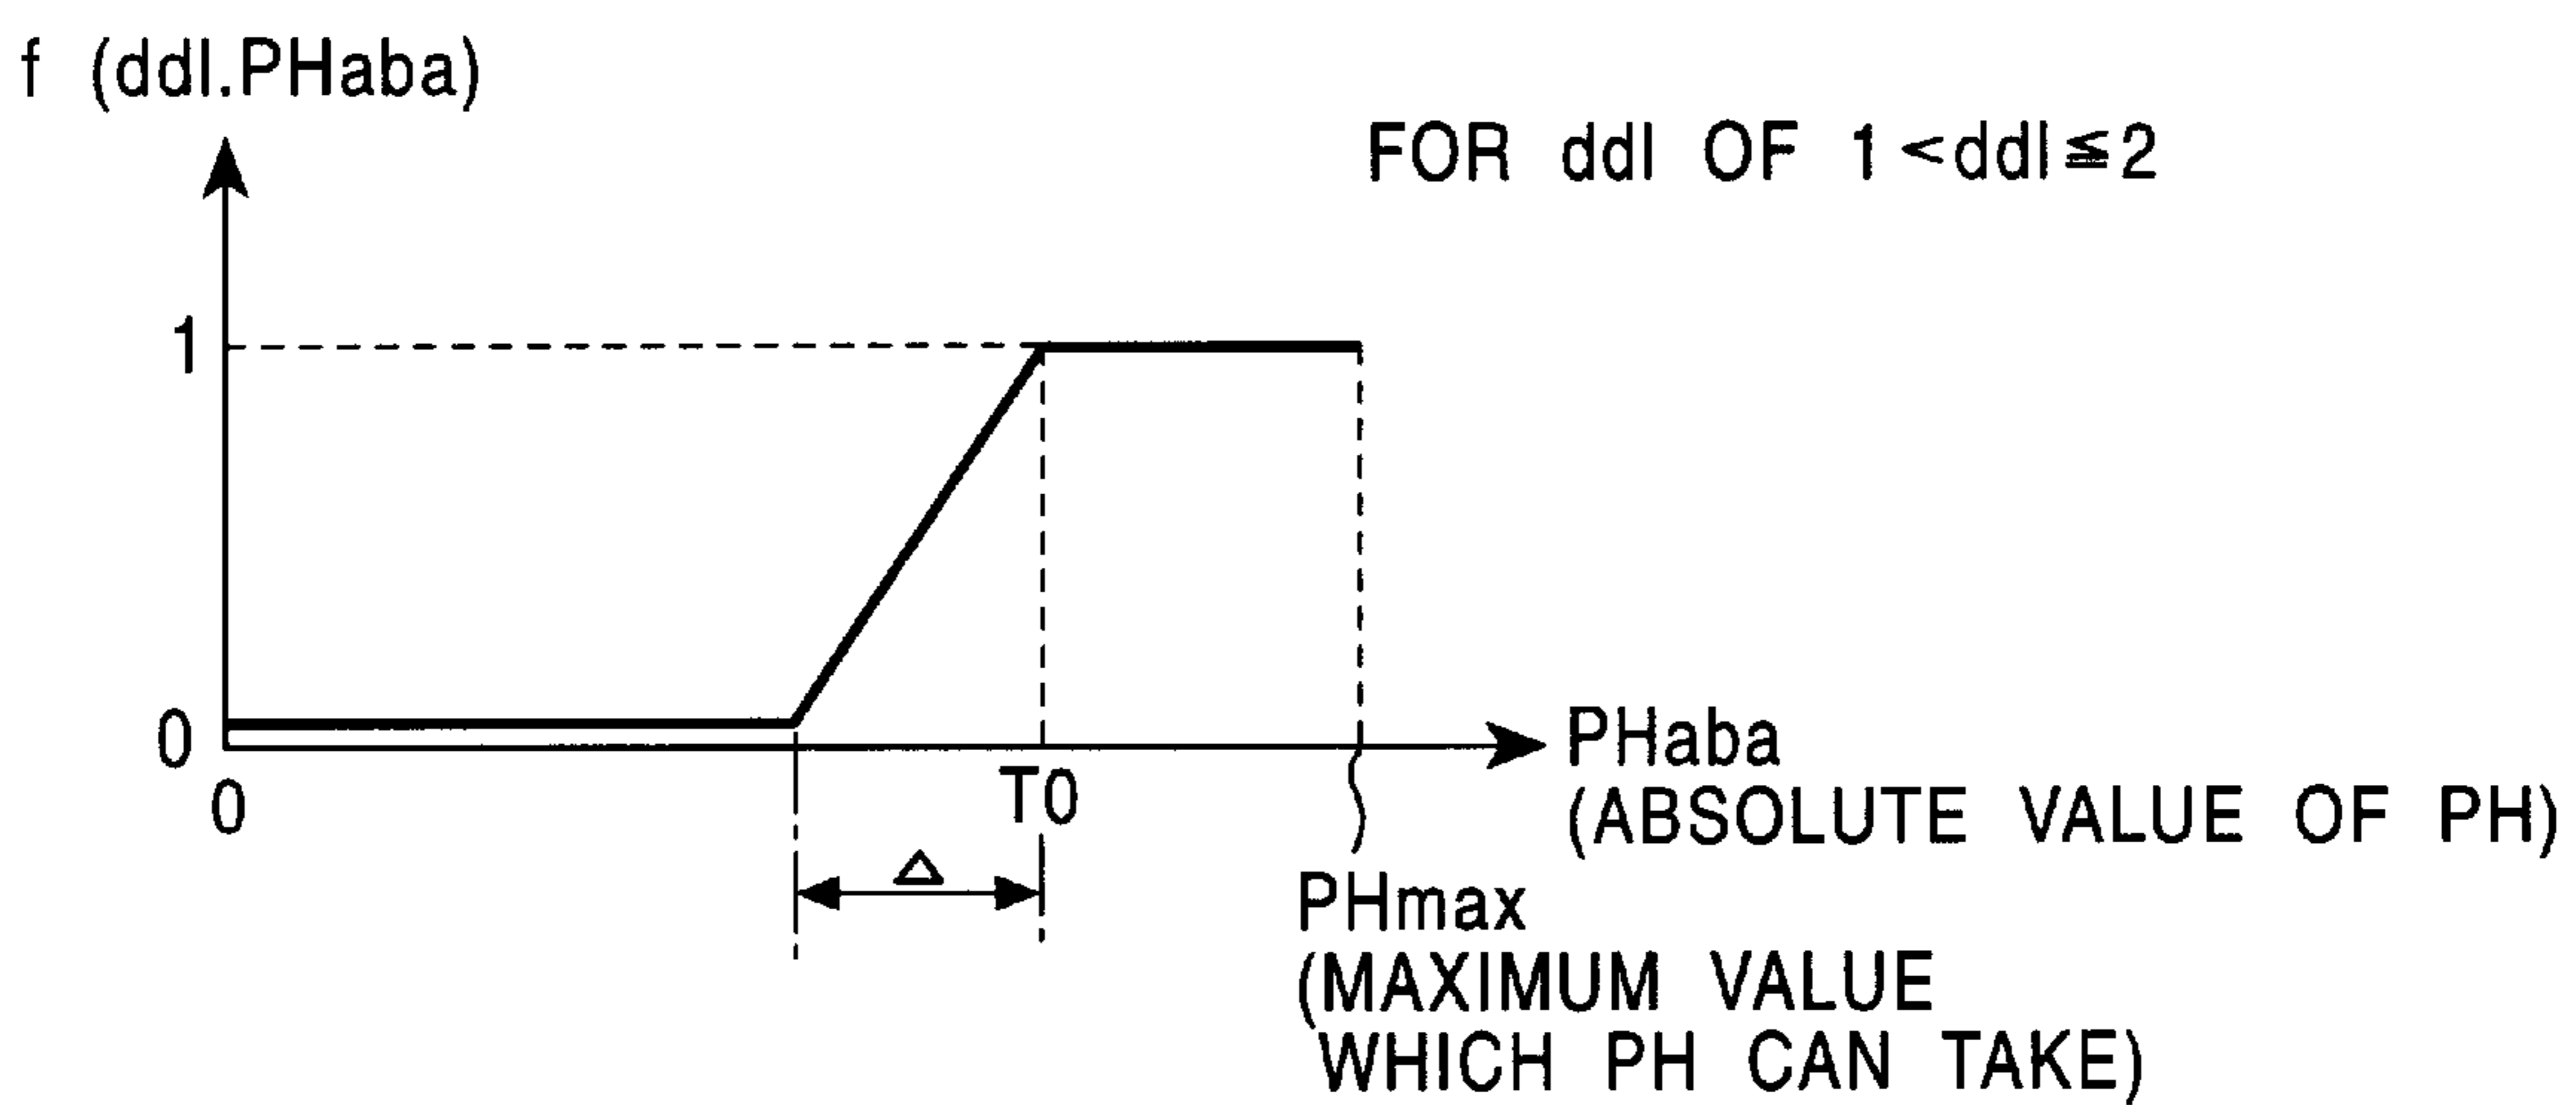 f (ddl.PHaba)
FOR ddl OF 1<ddl≦2
1
0
0
T0
Δ
PHaba
(ABSOLUTE VALUE OF PH)
PHmax
(MAXIMUM VALUE
WHICH PH CAN TAKE)